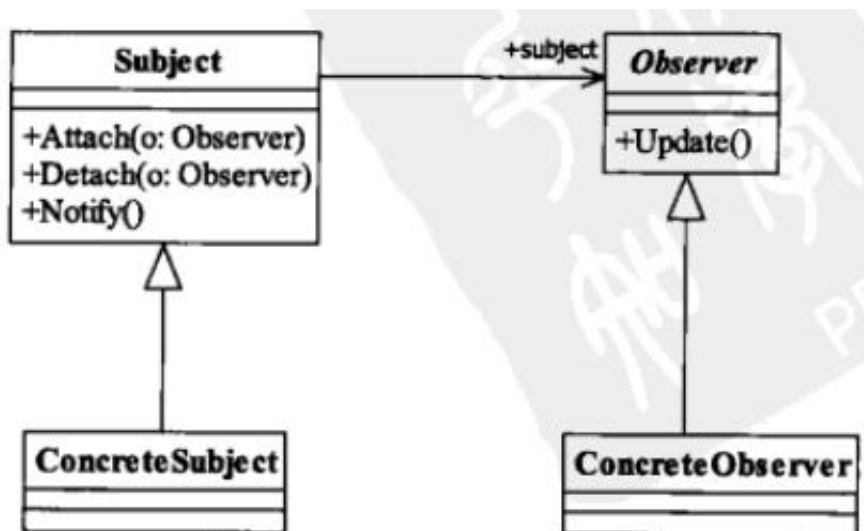 Subject
+Attach(o: Observer)
+Detach(o: Observer)
+Notify()
+subject
Observer
+Update()
ConcreteSubject
ConcreteObserver